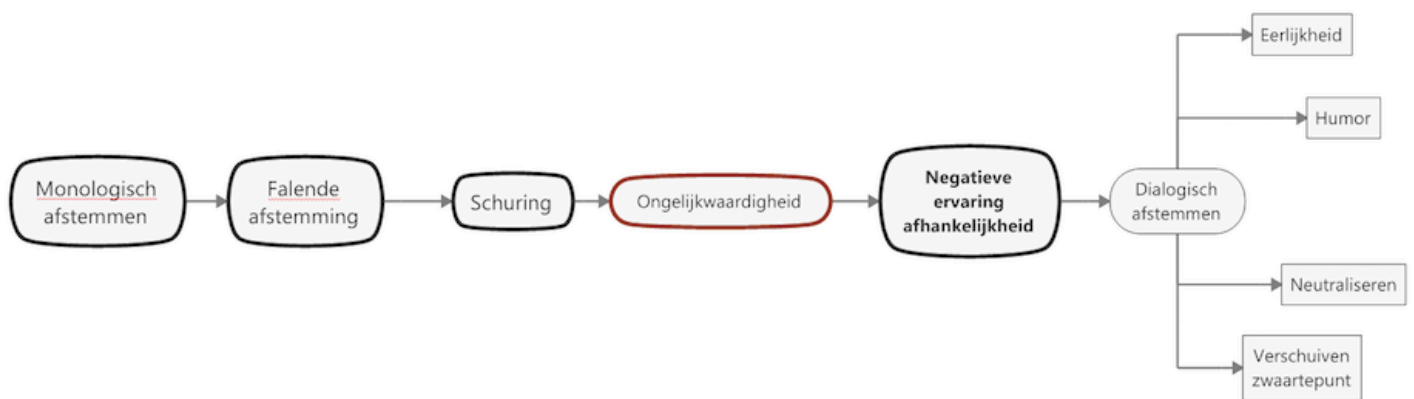 Monologisch
afstemmen
Falende
afstemming
Schuring
Ongelijkwaardigheid
Negatieve
ervaring
afhankelijkheid
Dialogisch
afstemmen
Eerlijkheid
Humor
Neutraliseren
Verschuiven
zwaartepunt